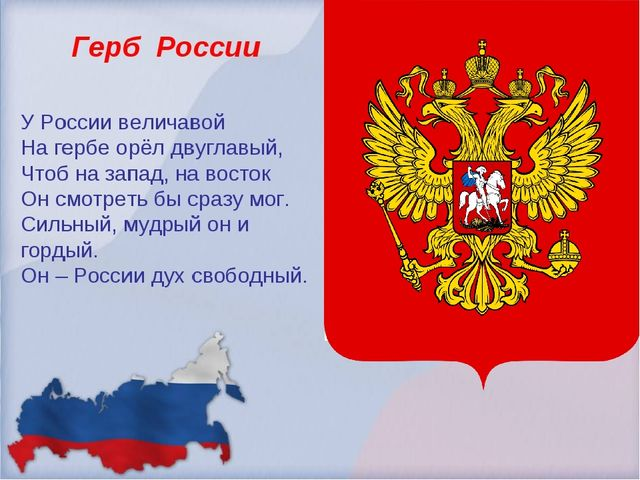 Герб России
У России величавой
На гербе орёл двуглавый,
Чтоб на запад, на восток
Он смотреть бы сразу мог.
Сильный, мудрый он и
гордый.
Он – России дух свободный.